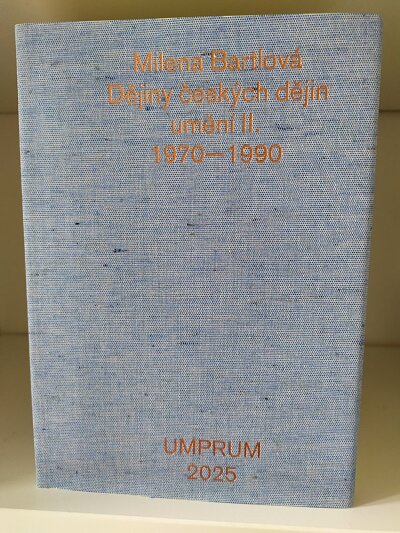 Milena Bartlová
Dějiny českých dějin
umění II.
1970—1990
UMPRUM
2025